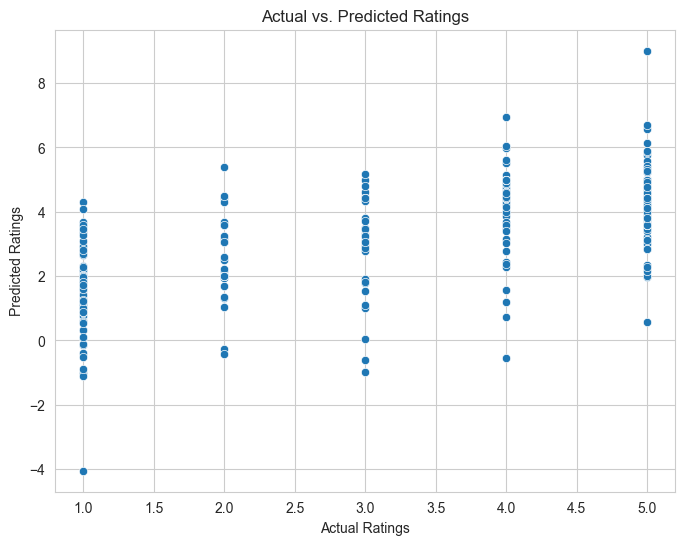 Actual vs. Predicted Ratings
Predicted Ratings
8
6
4
2
0
−2
−4
1.0 1.5 2.0 2.5 3.0 3.5 4.0 4.5 5.0
Actual Ratings